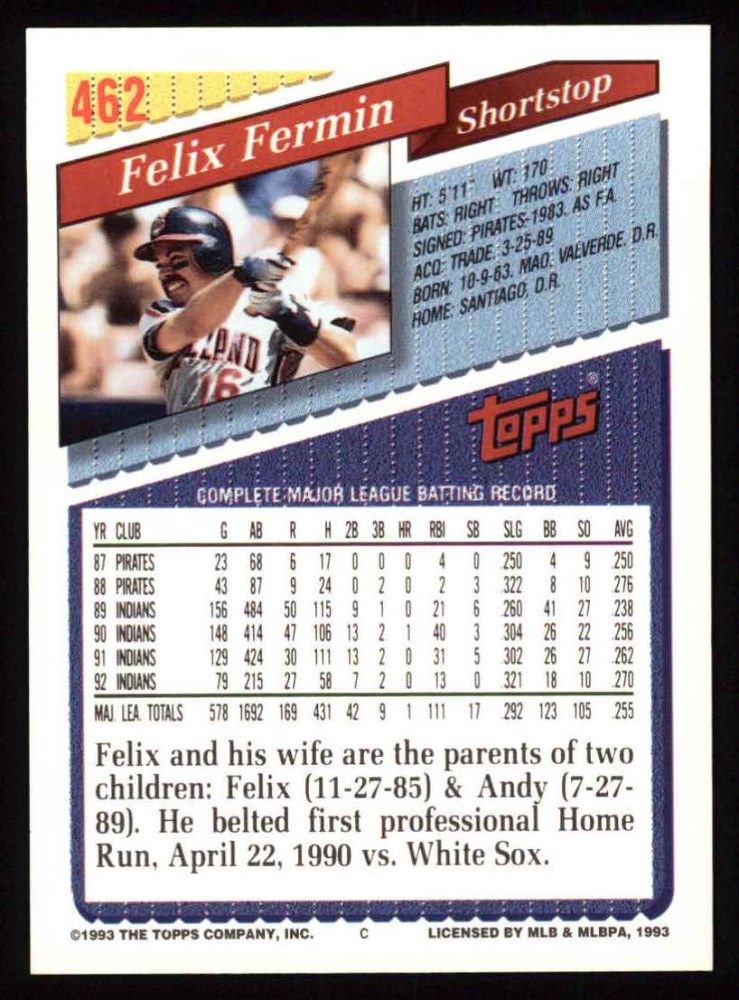 462
Felix Fermin
Shortstop
HT: 5'11" WT: 170
BATS: RIGHT THROWS: RIGHT
SIGNED: PIRATES-1983, AS F.A.
ACQ: TRADE, 3-25-89
BORN: 10-9-63, MAO, VALVERDE, D.R.
HOME: SANTIAGO, D.R.
16
topps®
COMPLETE MAJOR LEAGUE BATTING RECORD
YR CLUB G AB R H 2B 3B HR RBI SB SLG BB SO AVG
87 PIRATES 23 68 6 17 0 0 0 4 0 .250 4 9 .250
88 PIRATES 43 87 9 24 0 2 0 2 3 .322 8 10 .276
89 INDIANS 156 484 50 115 9 1 0 21 6 .260 41 27 .238
90 INDIANS 148 414 47 106 13 2 1 40 3 .304 26 22 .256
91 INDIANS 129 424 30 111 13 2 0 31 5 .302 26 27 .262
92 INDIANS 79 215 27 58 7 2 0 13 0 .321 18 10 .270
MAJ. LEA. TOTALS 578 1692 169 431 42 9 1 111 17 .292 123 105 .255
Felix and his wife are the parents of two
children: Felix (11-27-85) & Andy (7-27-
89). He belted first professional Home
Run, April 22, 1990 vs. White Sox.
©1993 THE TOPPS COMPANY, INC. C LICENSED BY MLB & MLBPA, 1993